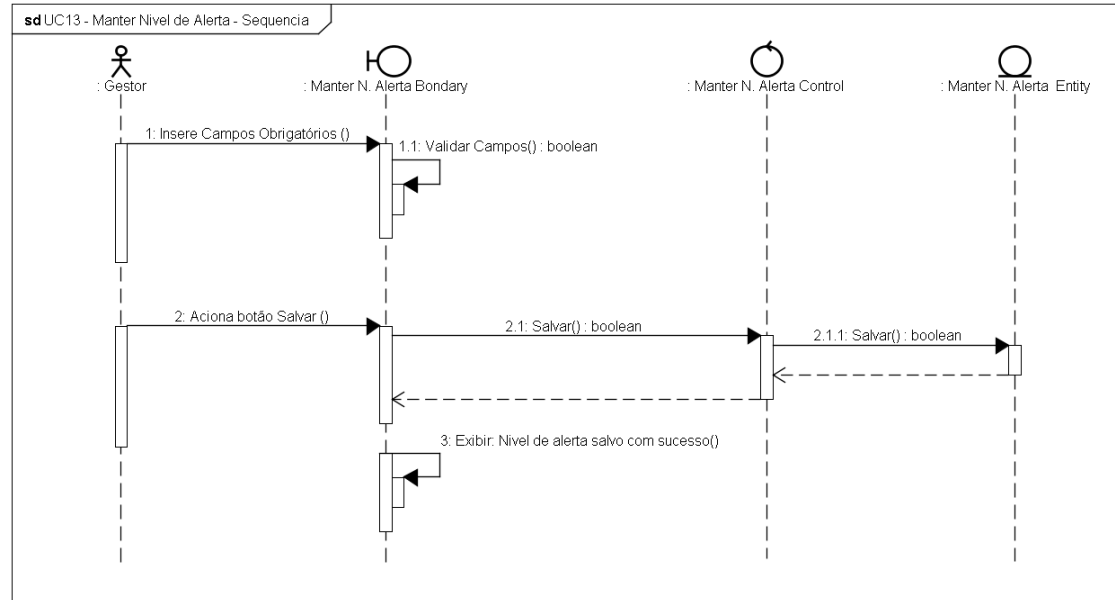 sd UC13 - Manter Nivel de Alerta - Sequencia
: Gestor
: Manter N. Alerta Bondary
: Manter N. Alerta Control
: Manter N. Alerta Entity
1: Insere Campos Obrigatórios ()
1.1: Validar Campos() : boolean
2: Aciona botão Salvar ()
2.1: Salvar() : boolean
2.1.1: Salvar() : boolean
3: Exibir: Nivel de alerta salvo com sucesso()